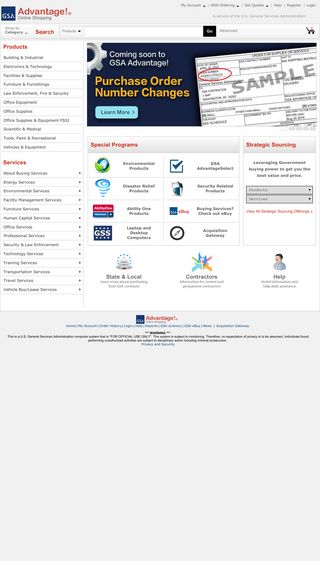 My Account | NSN Ordering | Get Quotes | Help | Register | Login
GSA Advantage!®
Online Shopping
A service of the U.S. General Services Administration
Shop by Category
Search
Products
Go
Advanced
Products
Building & Industrial
Electronics & Technology
Facilities & Supplies
Furniture & Furnishings
Law Enforcement, Fire & Security
Office Equipment
Office Supplies
Office Supplies & Equipment FSSI
Scientific & Medical
Tools, Paint & Recreational
Vehicles & Equipment
Services
About Buying Services
Energy Services
Environmental Services
Facility Management Services
Furniture Services
Human Capital Services
Office Services
Professional Services
Security & Law Enforcement
Technology Services
Training Services
Transportation Services
Travel Services
Vehicle Buy/Lease Services
Coming soon to
GSA Advantage!
Purchase Order
Number Changes
Learn More >
ORDER FOR SUPPLIES OR SERVICES
SAMPLE
Special Programs
Environmental Products
GSA AdvantageSelect
Disaster Relief Products
Security Related Products
AbilityOne
Ability One Products
GSA eBuy
Buying Services? Check out eBuy
GSS
Laptop and Desktop Computers
Acquisition Gateway
Strategic Sourcing
Leveraging Government
buying power to get you the
best value and price.
Products
Services
View All Strategic Sourcing Offerings »
State & Local
Learn more about purchasing
from GSA contracts
Contractors
Information for current and
prospective contractors
Help
Useful information and
help desk assistance
GSA Advantage!®
Online Shopping
Home | My Account | Order History | Login | Help | Reports | GSA eLibrary | GSA eBuy | News | Acquisition Gateway
** WARNING **
This is a U.S. General Services Administration computer system that is "FOR OFFICIAL USE ONLY". This system is subject to monitoring. Therefore, no expectation of privacy is to be assumed. Individuals found
performing unauthorized activities are subject to disciplinary action including criminal prosecution.
Privacy and Security